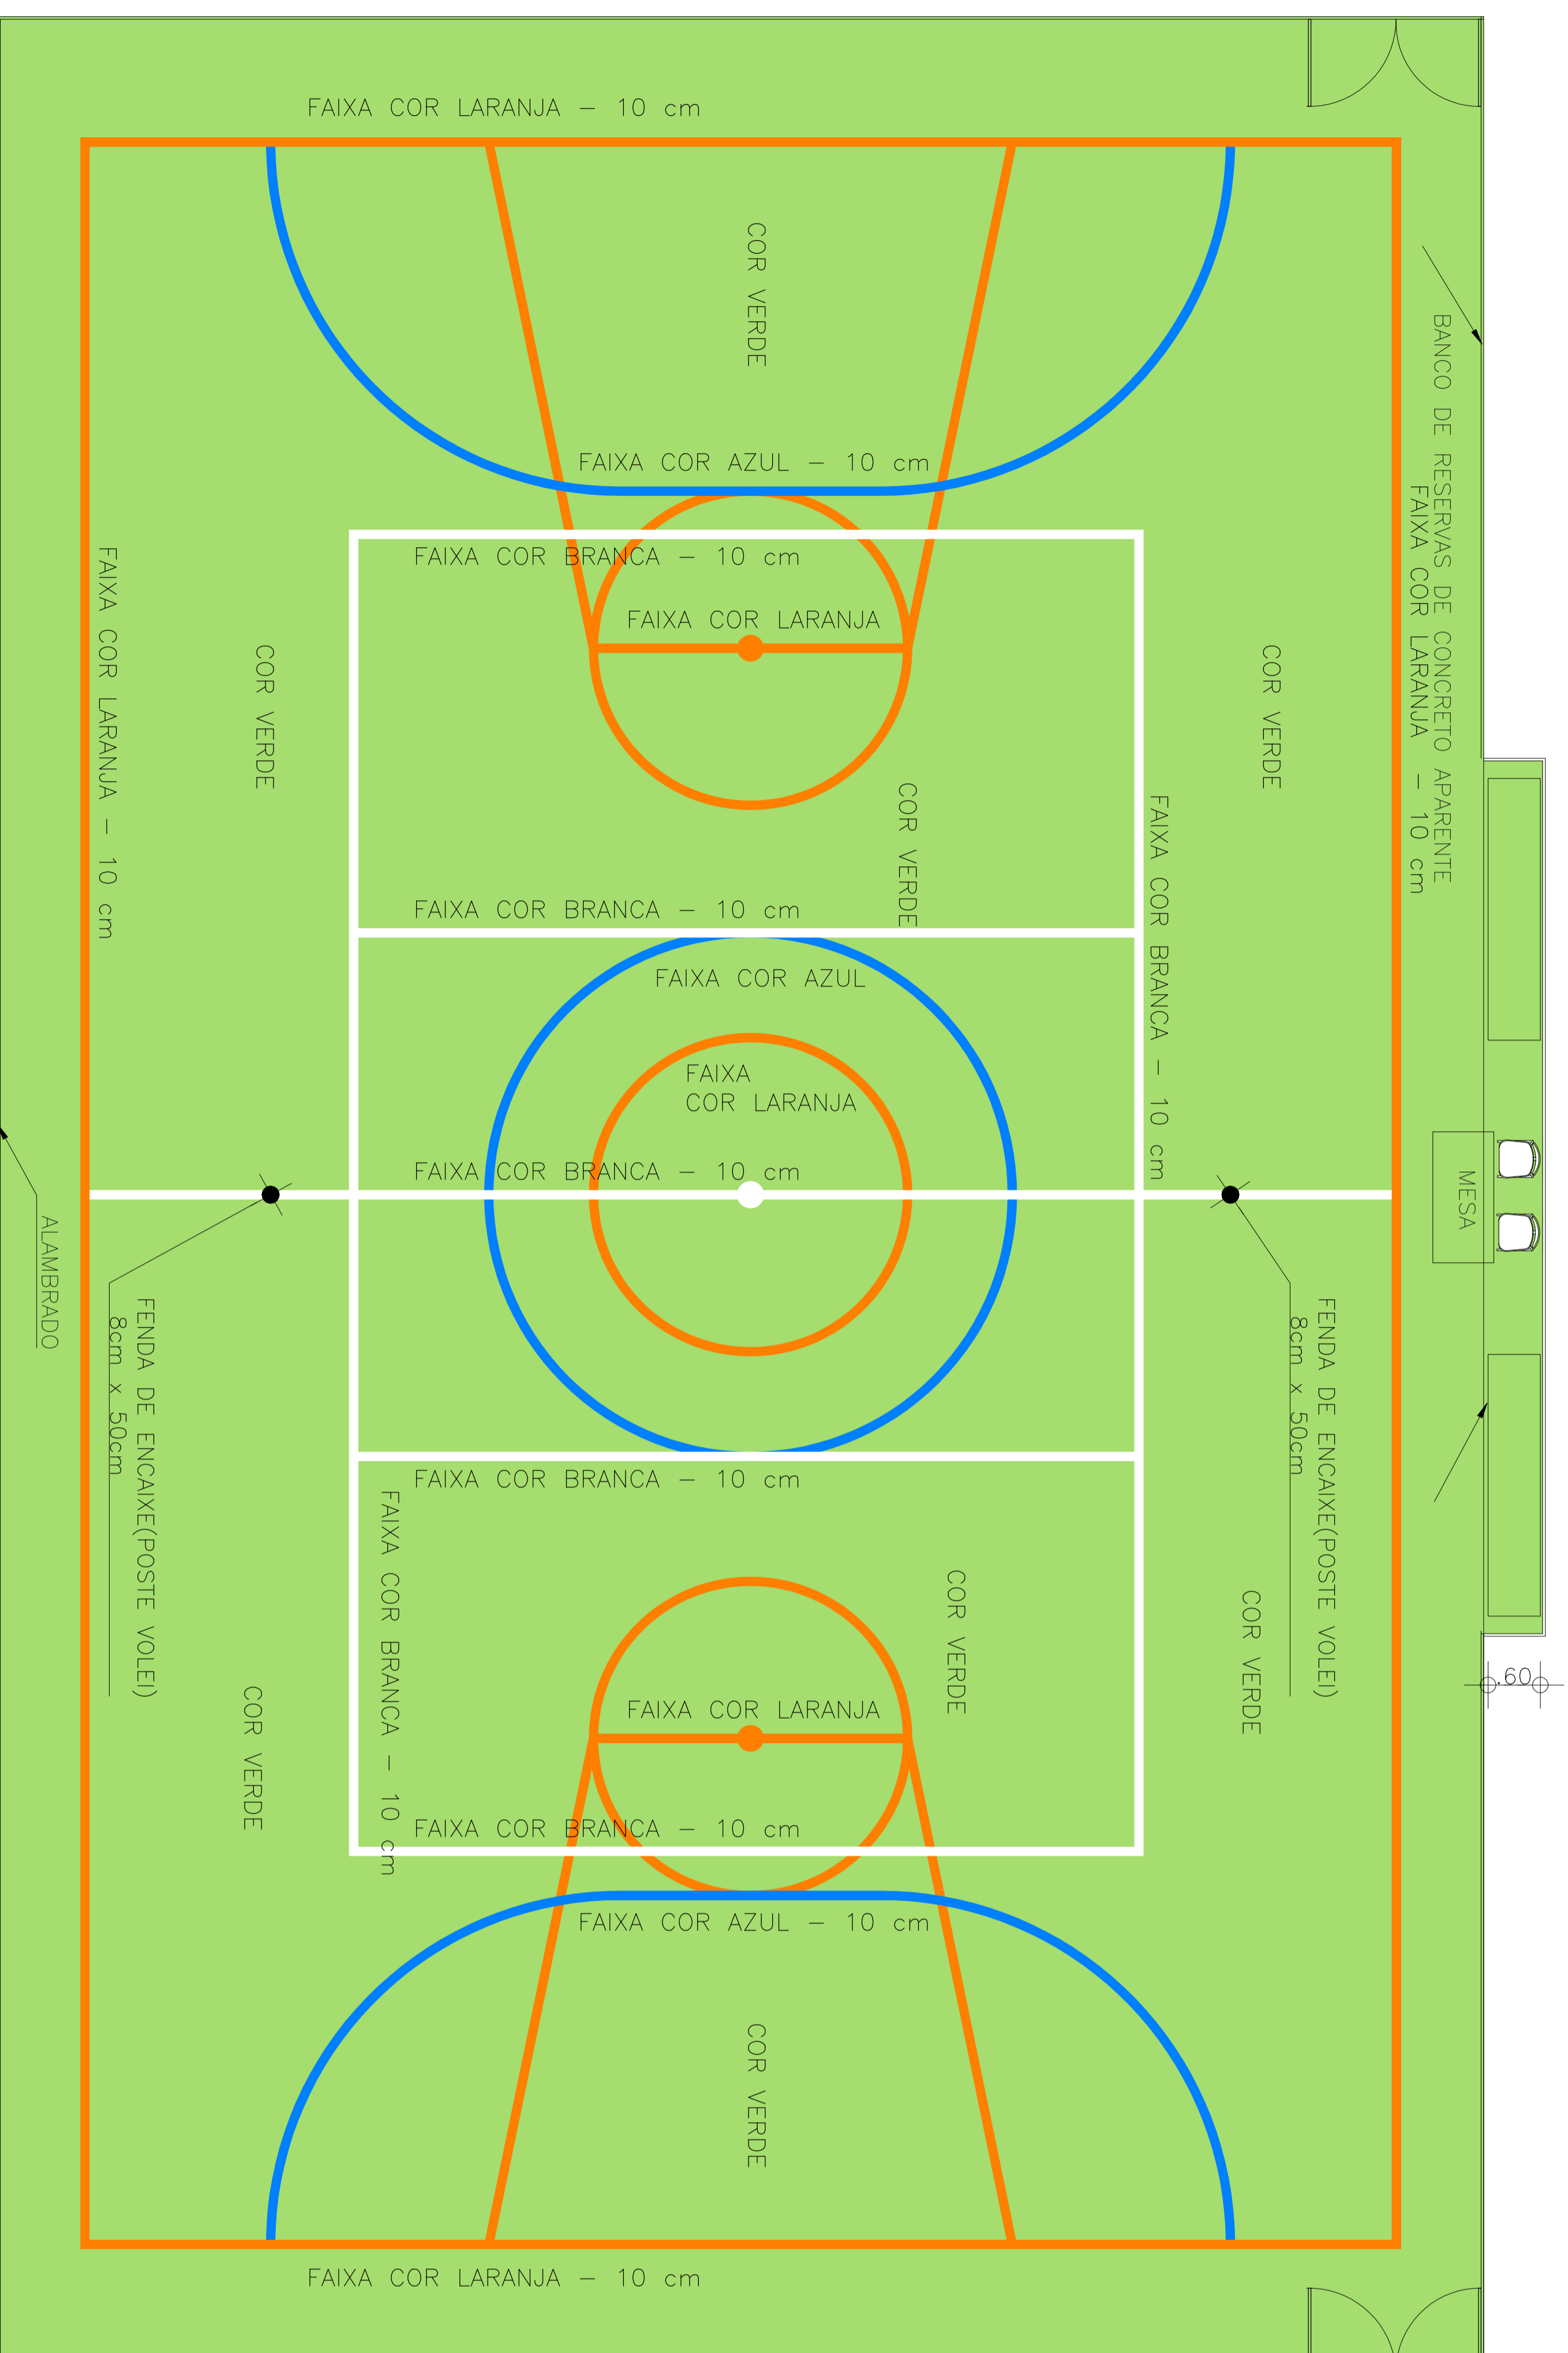 FAIXA COR LARANJA - 10 cm
COR VERDE
BANCO DE RESERVAS DE CONCRETO APARENTE
FAIXA COR LARANJA - 10 cm
FAIXA COR AZUL - 10 cm
FAIXA COR BRANCA - 10 cm
FAIXA COR LARANJA - 10 cm
FAIXA COR LARANJA
COR VERDE
COR VERDE
COR VERDE
FAIXA COR BRANCA - 10 cm
FAIXA COR BRANCA - 10 cm
FAIXA COR AZUL
FAIXA
COR LARANJA
FAIXA COR BRANCA - 10 cm
MESA
ALAMBRADO
FENDA DE ENCAIXE(POSTE VOLEI)
8cm x 50cm
FENDA DE ENCAIXE(POSTE VOLEI)
8cm x 50cm
FAIXA COR BRANCA - 10 cm
FAIXA COR BRANCA - 10 cm
COR VERDE
COR VERDE
.60
COR VERDE
FAIXA COR LARANJA
FAIXA COR BRANCA - 10 cm
FAIXA COR AZUL - 10 cm
COR VERDE
FAIXA COR LARANJA - 10 cm